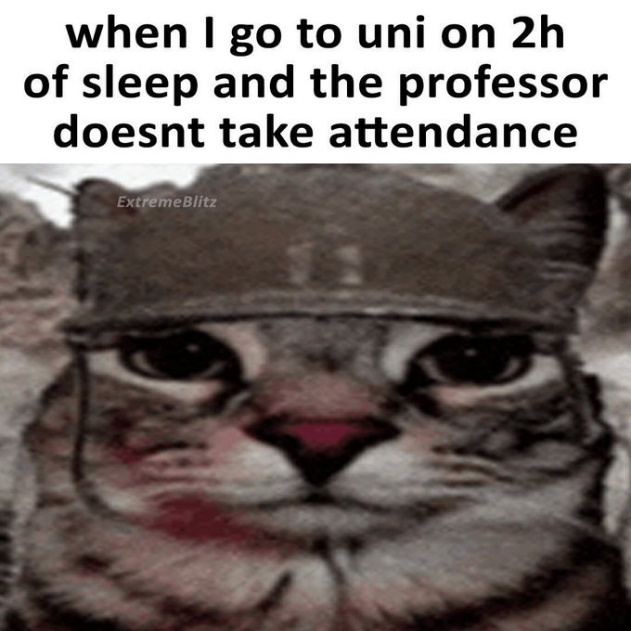 when I go to uni on 2h
of sleep and the professor
doesnt take attendance
ExtremeBlitz